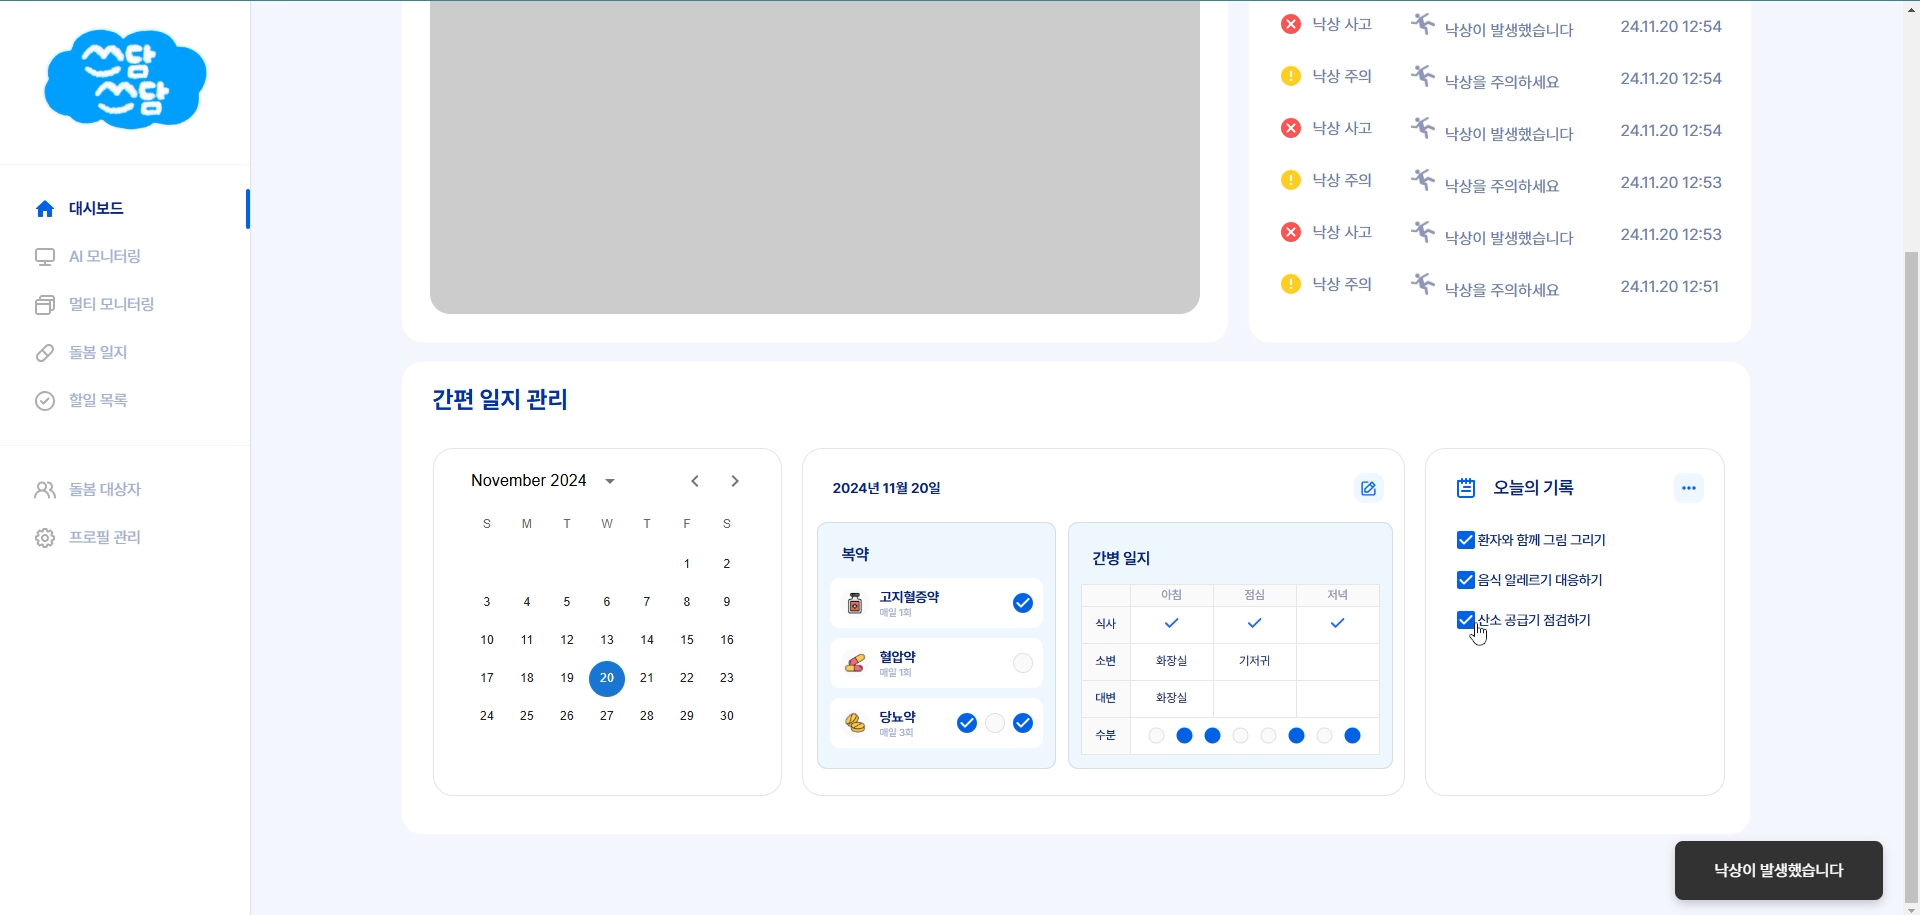 쓰담
쓰담
대시보드
AI 모니터링
멀티 모니터링
돌봄 일지
할일 목록
돌봄 대상자
프로필 관리
낙상 사고 낙상이 발생했습니다 24.11.20 12:54
낙상 주의 낙상을 주의하세요 24.11.20 12:54
낙상 사고 낙상이 발생했습니다 24.11.20 12:54
낙상 주의 낙상을 주의하세요 24.11.20 12:53
낙상 사고 낙상이 발생했습니다 24.11.20 12:53
낙상 주의 낙상을 주의하세요 24.11.20 12:51
간편 일지 관리
November 2024
S M T W T F S
1 2
3 4 5 6 7 8 9
10 11 12 13 14 15 16
17 18 19 20 21 22 23
24 25 26 27 28 29 30
2024년 11월 20일
복약
고지혈증약
매일 1회
혈압약
매일 1회
당뇨약
매일 3회
간병 일지
아침 점심 저녁
식사
소변 화장실 기저귀
대변 화장실
수분
오늘의 기록
환자와 함께 그림 그리기
음식 알레르기 대응하기
산소 공급기 점검하기
낙상이 발생했습니다